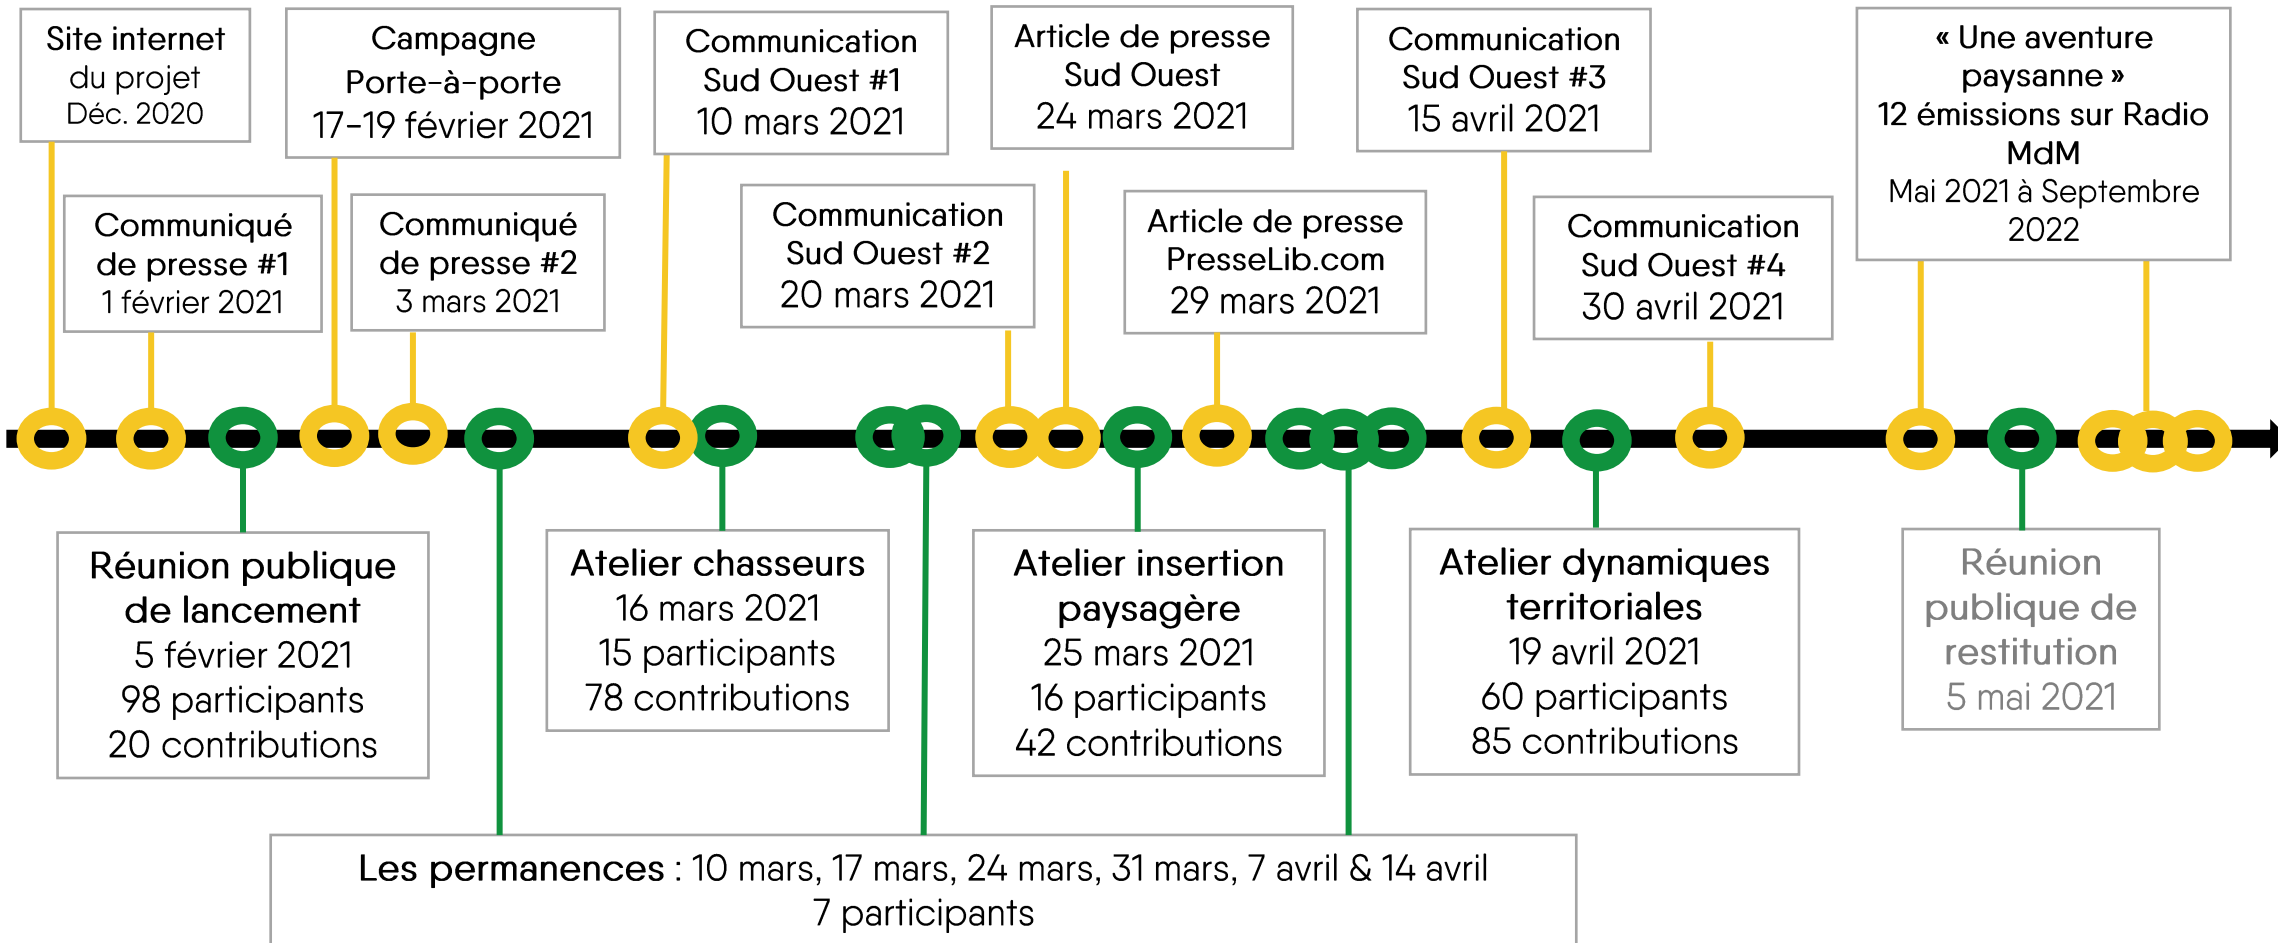 Site internet
du projet
Déc. 2020
Campagne
Porte-à-porte
17-19 février 2021
Communication
Sud Ouest #1
10 mars 2021
Article de presse
Sud Ouest
24 mars 2021
Communication
Sud Ouest #3
15 avril 2021
« Une aventure
paysanne »
12 émissions sur Radio
MdM
Mai 2021 à Septembre
2022
Communiqué
de presse #1
1 février 2021
Communiqué
de presse #2
3 mars 2021
Communication
Sud Ouest #2
20 mars 2021
Article de presse
PresseLib.com
29 mars 2021
Communication
Sud Ouest #4
30 avril 2021
Réunion publique
de lancement
5 février 2021
98 participants
20 contributions
Atelier chasseurs
16 mars 2021
15 participants
78 contributions
Atelier insertion
paysagère
25 mars 2021
16 participants
42 contributions
Atelier dynamiques
territoriales
19 avril 2021
60 participants
85 contributions
Réunion
publique de
restitution
5 mai 2021
Les permanences : 10 mars, 17 mars, 24 mars, 31 mars, 7 avril & 14 avril
7 participants